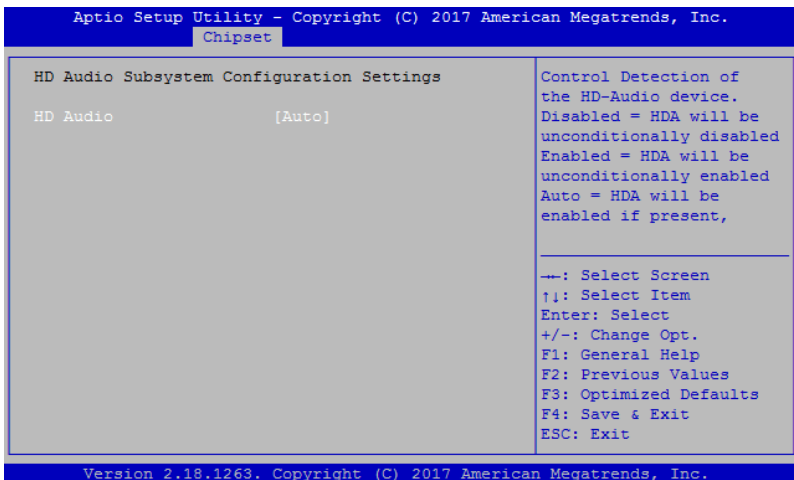 Aptio Setup Utility - Copyright (C) 2017 American Megatrends, Inc.
Chipset
HD Audio Subsystem Configuration Settings
HD Audio [Auto]
Control Detection of
the HD-Audio device.
Disabled = HDA will be
unconditionally disabled
Enabled = HDA will be
unconditionally enabled
Auto = HDA will be
enabled if present,
→←: Select Screen
↑↓: Select Item
Enter: Select
+/-: Change Opt.
F1: General Help
F2: Previous Values
F3: Optimized Defaults
F4: Save & Exit
ESC: Exit
Version 2.18.1263. Copyright (C) 2017 American Megatrends, Inc.